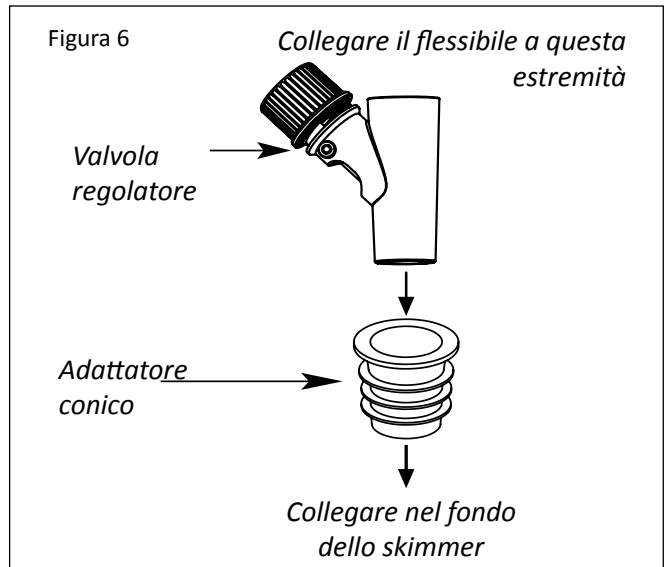 Figura 6
Collegare il flessibile a questa
estremità
Valvola
regolatore
Adattatore
conico
Collegare nel fondo
dello skimmer